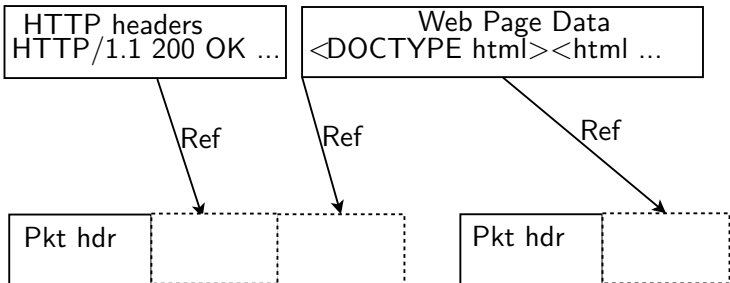 HTTP headers
HTTP/1.1 200 OK ...
Web Page Data
<DOCTYPE html><html ...
Ref
Ref
Ref
Pkt hdr
Pkt hdr